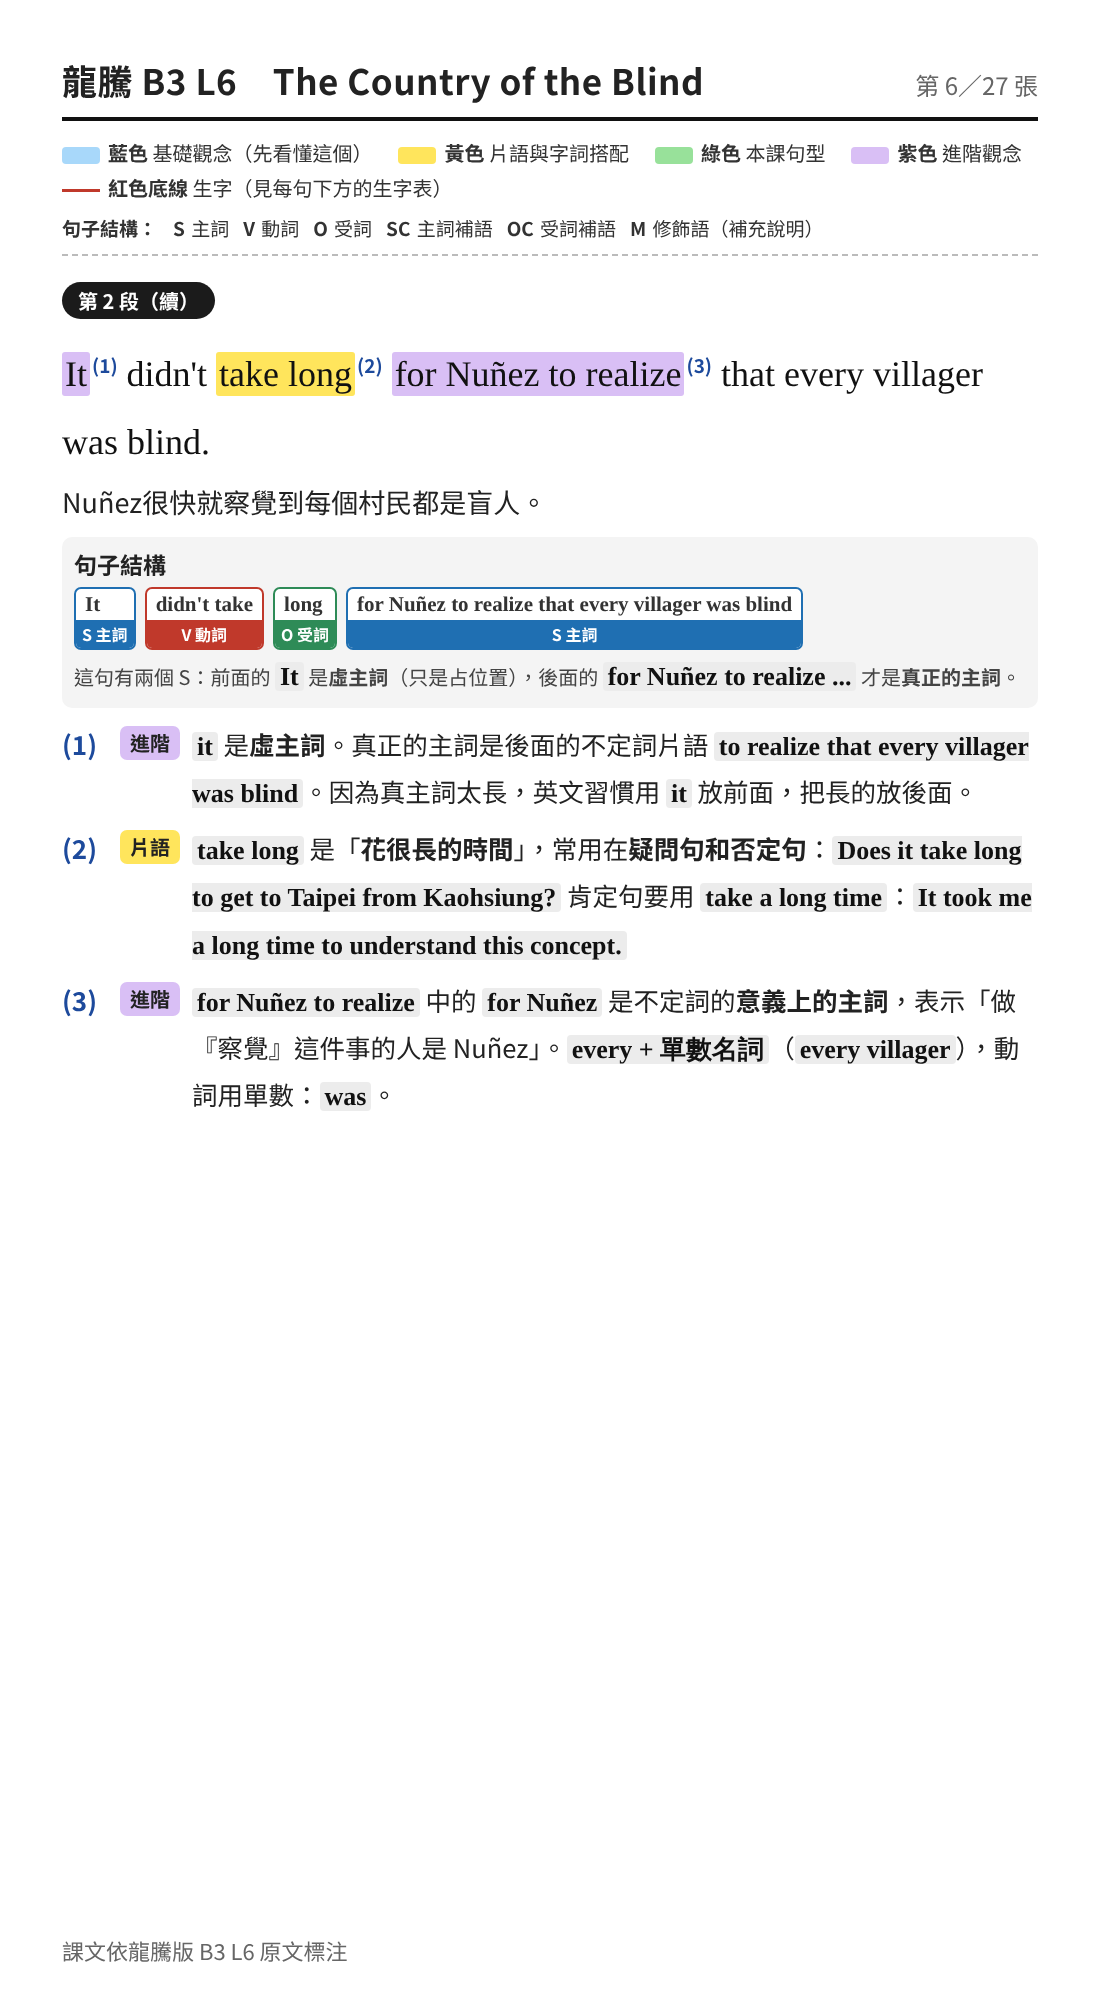 龍騰 B3 L6　The Country of the Blind
第 6／27 張
藍色 基礎觀念（先看懂這個）　黃色 片語與字詞搭配　綠色 本課句型　紫色 進階觀念
紅色底線 生字（見每句下方的生字表）
句子結構：　S 主詞　V 動詞　O 受詞　SC 主詞補語　OC 受詞補語　M 修飾語（補充說明）
第 2 段（續）
It(1) didn't take long(2) for Nuñez to realize(3) that every villager
was blind.
Nuñez很快就察覺到每個村民都是盲人。
句子結構
It　didn't take　long　for Nuñez to realize that every villager was blind
S 主詞　V 動詞　O 受詞　S 主詞
這句有兩個 S：前面的 It 是虛主詞（只是占位置），後面的 for Nuñez to realize ... 才是真正的主詞。
(1) 進階 it 是虛主詞。真正的主詞是後面的不定詞片語 to realize that every villager
was blind。因為真主詞太長，英文習慣用 it 放前面，把長的放後面。
(2) 片語 take long 是「花很長的時間」，常用在疑問句和否定句：Does it take long
to get to Taipei from Kaohsiung? 肯定句要用 take a long time：It took me
a long time to understand this concept.
(3) 進階 for Nuñez to realize 中的 for Nuñez 是不定詞的意義上的主詞，表示「做
『察覺』這件事的人是 Nuñez」。every + 單數名詞（every villager），動
詞用單數：was。
課文依龍騰版 B3 L6 原文標注